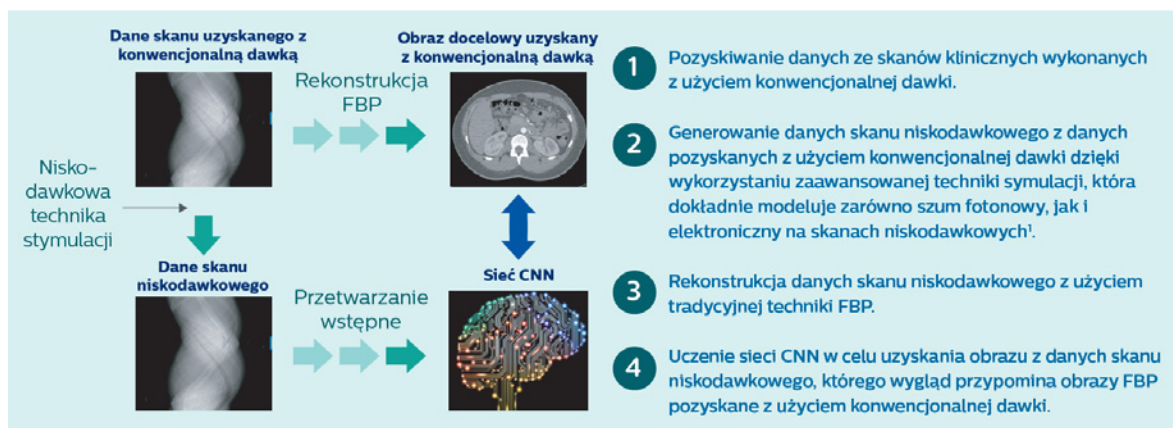 Dane skanu uzyskanego z
konwencjonalną dawką
Rekonstrukcja
FBP
Obraz docelowy uzyskany
z konwencjonalną dawką
Nisko-
dawkowa
technika
stymulacji
Dane skanu
niskodawkowego
Przetwarzanie
wstępne
Sieć CNN
1
Pozyskiwanie danych ze skanów klinicznych wykonanych
z użyciem konwencjonalnej dawki.
2
Generowanie danych skanu niskodawkowego z danych
pozyskanych z użyciem konwencjonalnej dawki dzięki
wykorzystaniu zaawansowanej techniki symulacji, która
dokładnie modeluje zarówno szum fotonowy, jak i
elektroniczny na skanach niskodawkowych¹.
3
Rekonstrukcja danych skanu niskodawkowego z użyciem
tradycyjnej techniki FBP.
4
Uczenie sieci CNN w celu uzyskania obrazu z danych skanu
niskodawkowego, którego wygląd przypomina obrazy FBP
pozyskane z użyciem konwencjonalnej dawki.